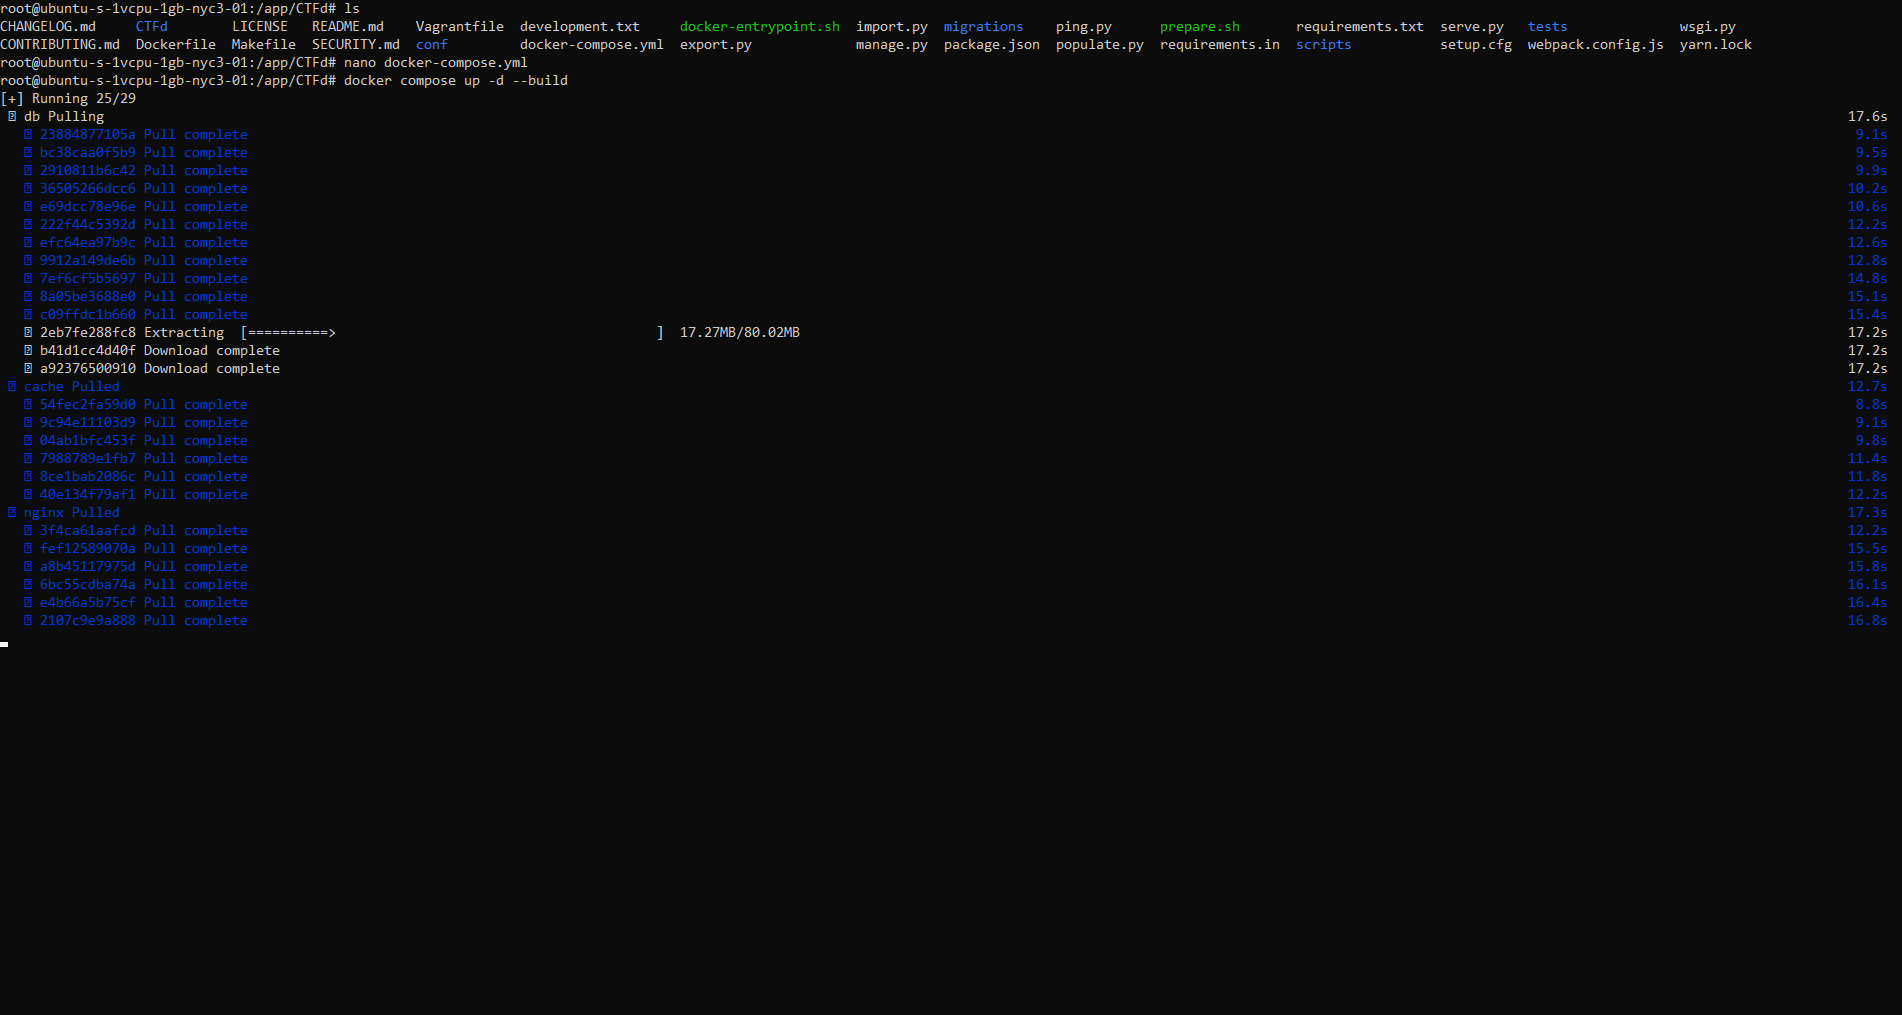 root@ubuntu-s-1vcpu-1gb-nyc3-01:/app/CTFd# ls
CHANGELOG.md     CTFd        LICENSE   README.md    Vagrantfile  development.txt     docker-entrypoint.sh  import.py  migrations    ping.py      prepare.sh       requirements.txt  serve.py   tests              wsgi.py
CONTRIBUTING.md  Dockerfile  Makefile  SECURITY.md  conf         docker-compose.yml  export.py             manage.py  package.json  populate.py  requirements.in  scripts           setup.cfg  webpack.config.js  yarn.lock
root@ubuntu-s-1vcpu-1gb-nyc3-01:/app/CTFd# nano docker-compose.yml
root@ubuntu-s-1vcpu-1gb-nyc3-01:/app/CTFd# docker compose up -d --build
[+] Running 25/29
db Pulling 17.6s
23884877105a Pull complete 9.1s
bc38caa0f5b9 Pull complete 9.5s
2910811b6c42 Pull complete 9.9s
36505266dcc6 Pull complete 10.2s
e69dcc78e96e Pull complete 10.6s
222f44c5392d Pull complete 12.2s
efc64ea97b9c Pull complete 12.6s
9912a149de6b Pull complete 12.8s
7ef6cf5b5697 Pull complete 14.8s
8a05be3688e0 Pull complete 15.1s
c09ffdc1b660 Pull complete 15.4s
2eb7fe288fc8 Extracting  [==========>                                        ]  17.27MB/80.02MB 17.2s
b41d1cc4d40f Download complete 17.2s
a92376500910 Download complete 17.2s
cache Pulled 12.7s
54fec2fa59d0 Pull complete 8.8s
9c94e11103d9 Pull complete 9.1s
04ab1bfc453f Pull complete 9.8s
7988789e1fb7 Pull complete 11.4s
8ce1bab2086c Pull complete 11.8s
40e134f79af1 Pull complete 12.2s
nginx Pulled 17.3s
3f4ca61aafcd Pull complete 12.2s
fef12589070a Pull complete 15.5s
a8b45117975d Pull complete 15.8s
6bc55cdba74a Pull complete 16.1s
e4b66a5b75cf Pull complete 16.4s
2107c9e9a888 Pull complete 16.8s